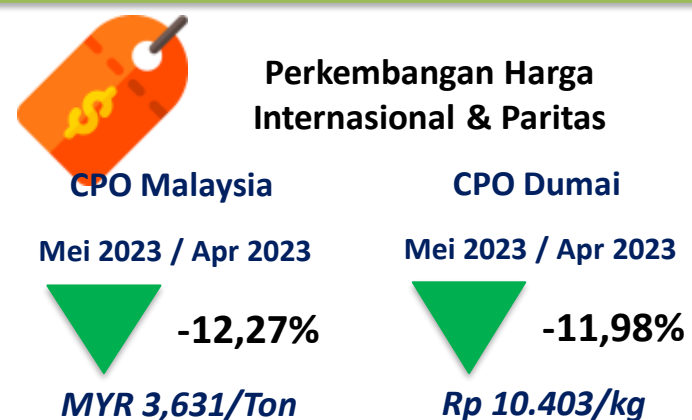 $
Perkembangan Harga
Internasional & Paritas
CPO Malaysia
Mei 2023 / Apr 2023
-12,27%
MYR 3,631/Ton
CPO Dumai
Mei 2023 / Apr 2023
-11,98%
Rp 10.403/kg